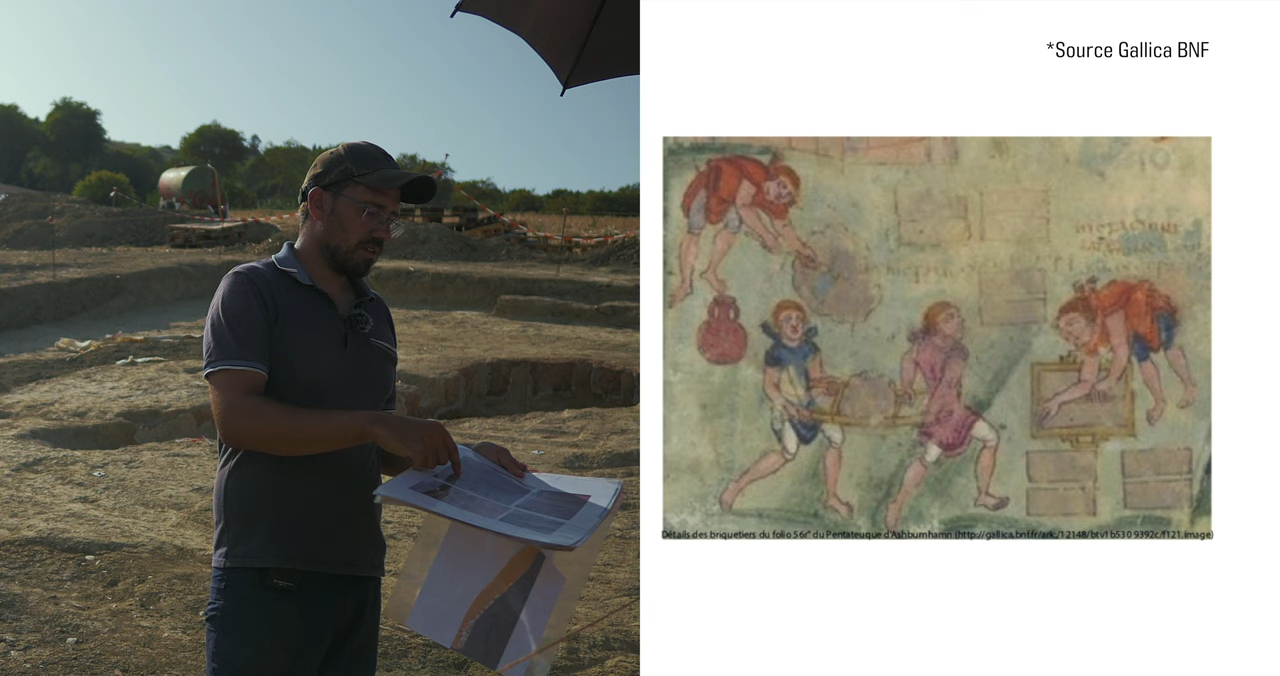 *Source Gallica BNF
Détails des briquetiers du folio 56r° du Pentateuque d'Ashburnhamn (http://gallica.bnf.fr/ark:/12148/btv1b530 9392c/f121.image)